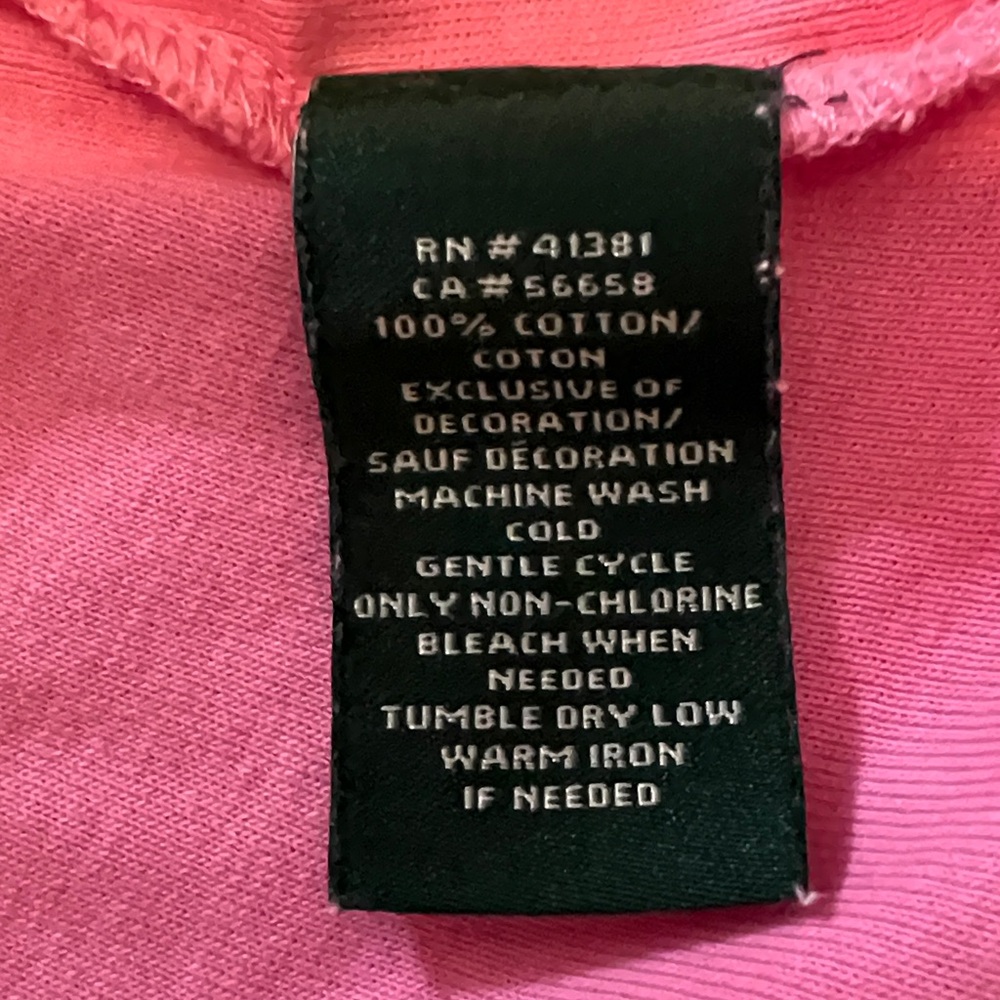 RN # 41381
CA # 56658
100% COTTON/
COTON
EXCLUSIVE OF
DECORATION/
SAUF DÉCORATION
MACHINE WASH
COLD
GENTLE CYCLE
ONLY NON-CHLORINE
BLEACH WHEN
NEEDED
TUMBLE DRY LOW
WARM IRON
IF NEEDED